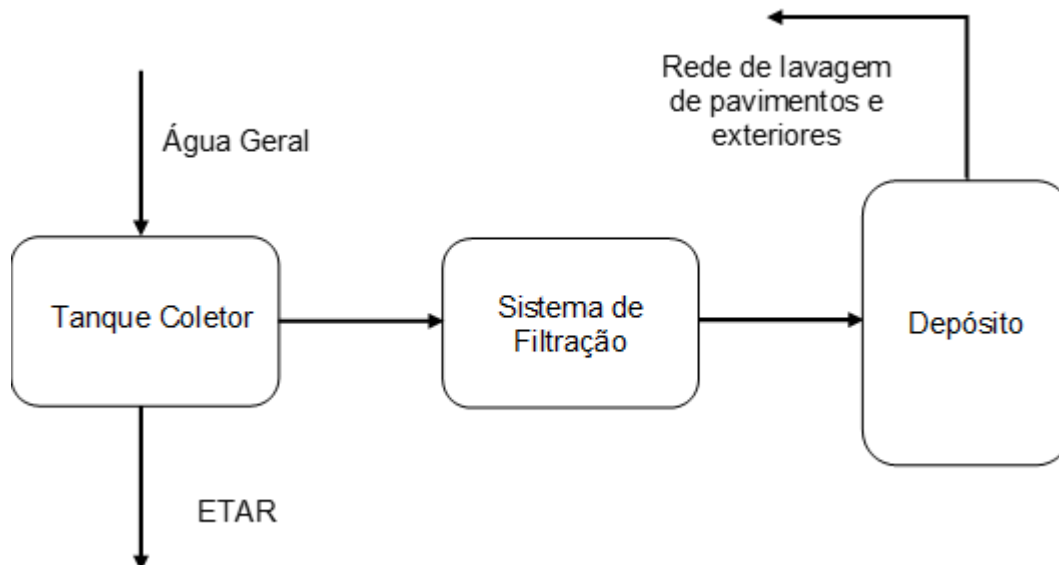 Rede de lavagem
de pavimentos e
exteriores
Água Geral
Tanque Coletor
Sistema de
Filtração
Depósito
ETAR